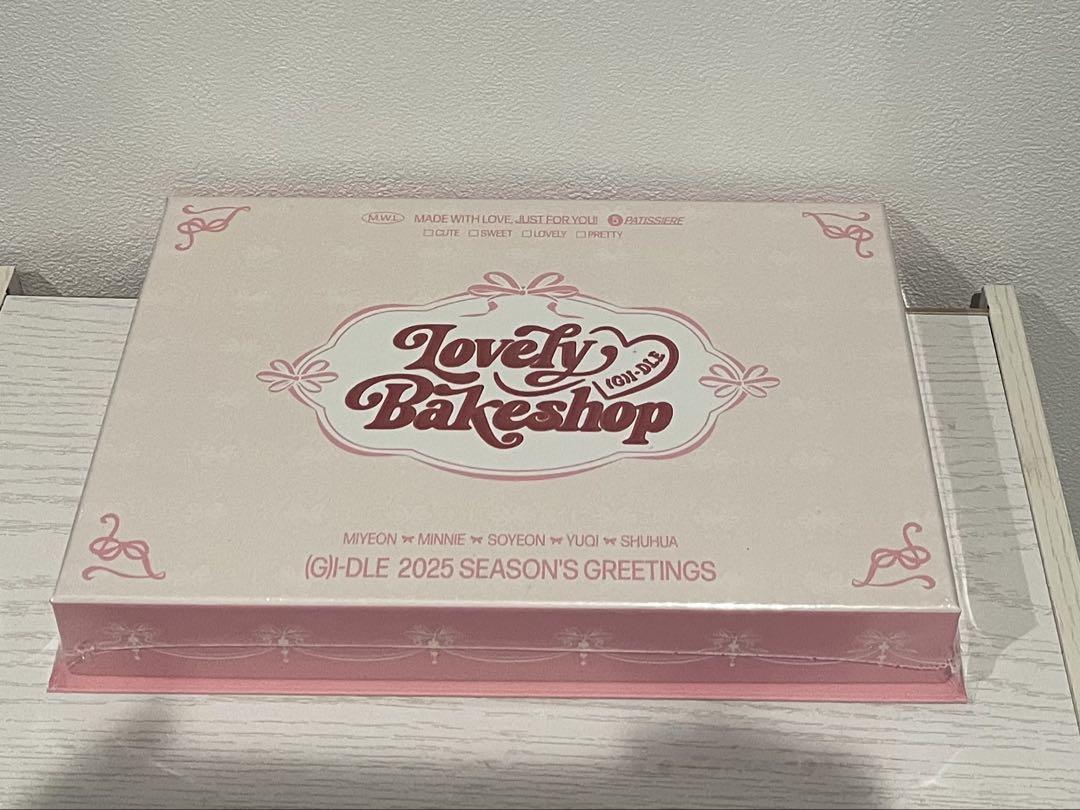 M.W.L MADE WITH LOVE, JUST FOR YOU! 5 PATISSIERE
CUTE SWEET LOVELY PRETTY
Lovely
(G)I-DLE
Bakeshop
MIYEON MINNIE SOYEON YUQI SHUHUA
(G)I-DLE 2025 SEASON'S GREETINGS